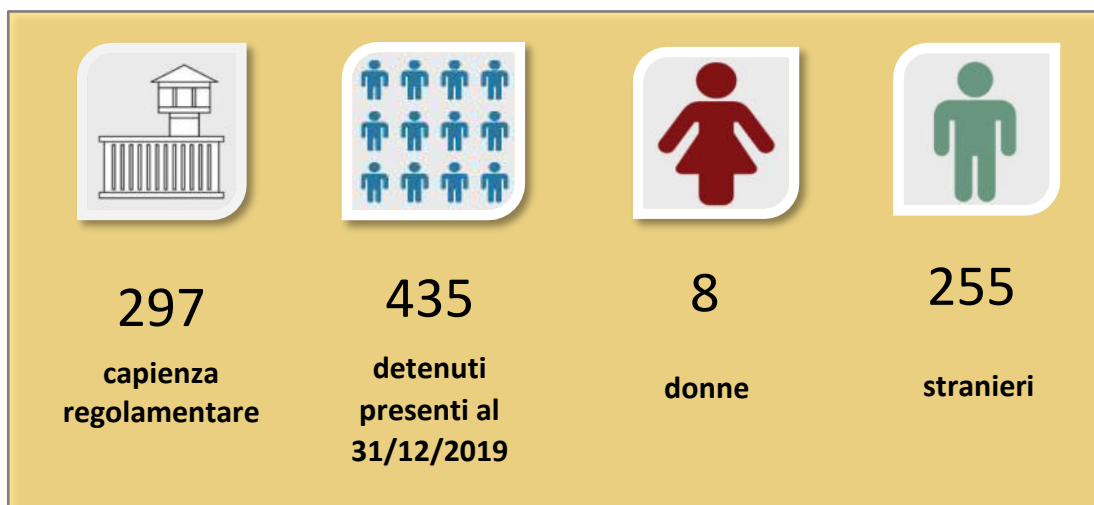 297
capienza
regolamentare
435
detenuti
presenti al
31/12/2019
8
donne
255
stranieri